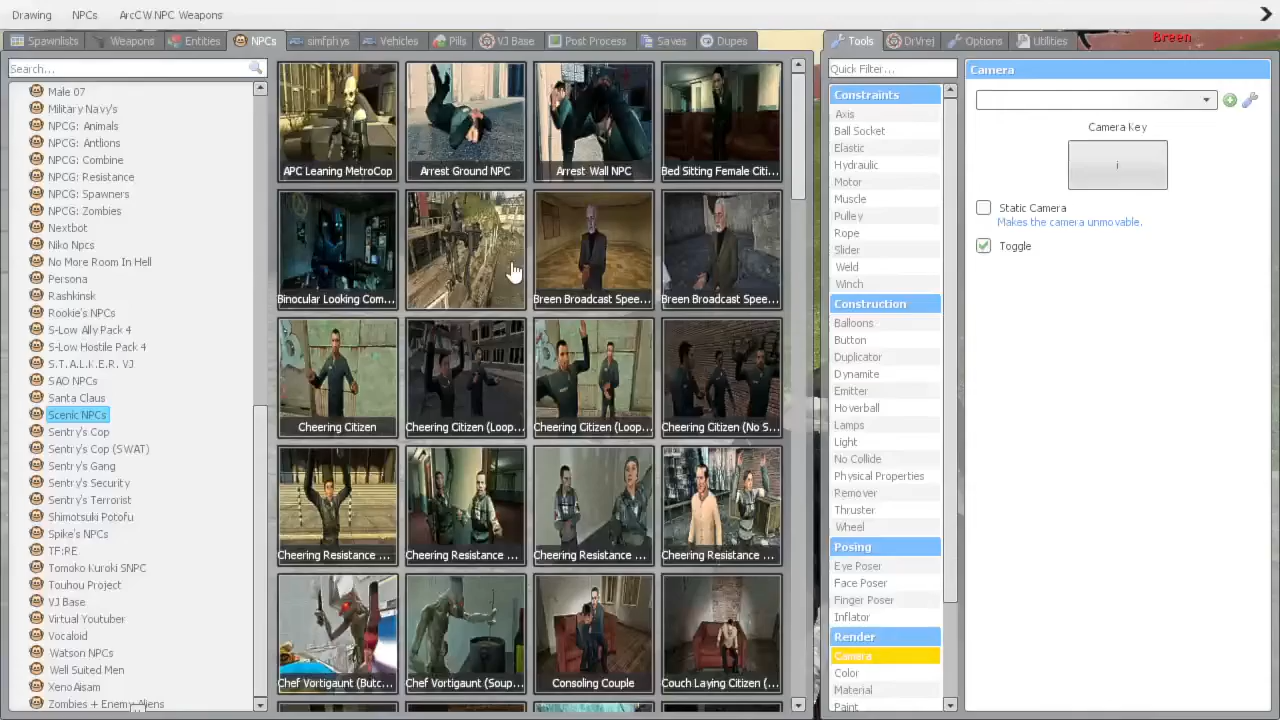 Drawing NPCs ArcCW NPC Weapons
Spawnlists Weapons Entities NPCs simfphys Vehicles Pills VJ Base Post Process Saves Dupes
Tools DrVrej Options Utilities
Breen
Search...
Male 07
Military Navy's
NPCG: Animals
NPCG: Antlions
NPCG: Combine
NPCG: Resistance
NPCG: Spawners
NPCG: Zombies
Nextbot
Niko Npcs
No More Room In Hell
Persona
Rashkinsk
Rookie's NPCs
S-Low Ally Pack 4
S-Low Hostile Pack 4
S.T.A.L.K.E.R. VJ
SAO NPCs
Santa Claus
Scenic NPCs
Sentry's Cop
Sentry's Cop (SWAT)
Sentry's Gang
Sentry's Security
Sentry's Terrorist
Shimotsuki Potofu
Spike's NPCs
TF:RE
Tomoko Kuroki SNPC
Touhou Project
VJ Base
Virtual Youtuber
Vocaloid
Watson NPCs
Well Suited Men
XenoAisam
Zombies + Enemy Aliens
APC Leaning MetroCop Arrest Ground NPC Arrest Wall NPC Bed Sitting Female Citi...
Binocular Looking Com... Breen Broadcast Spee... Breen Broadcast Spee...
Cheering Citizen Cheering Citizen (Loop... Cheering Citizen (Loop... Cheering Citizen (No S...
Cheering Resistance ... Cheering Resistance ... Cheering Resistance ... Cheering Resistance ...
Chef Vortigaunt (Butc... Chef Vortigaunt (Soup... Consoling Couple Couch Laying Citizen (...
Quick Filter...
Constraints
Axis
Ball Socket
Elastic
Hydraulic
Motor
Muscle
Pulley
Rope
Slider
Weld
Winch
Construction
Balloons
Button
Duplicator
Dynamite
Emitter
Hoverball
Lamps
Light
No Collide
Physical Properties
Remover
Thruster
Wheel
Posing
Eye Poser
Face Poser
Finger Poser
Inflator
Render
Camera
Color
Material
Paint
Camera
Camera Key
i
Static Camera
Makes the camera unmovable.
Toggle